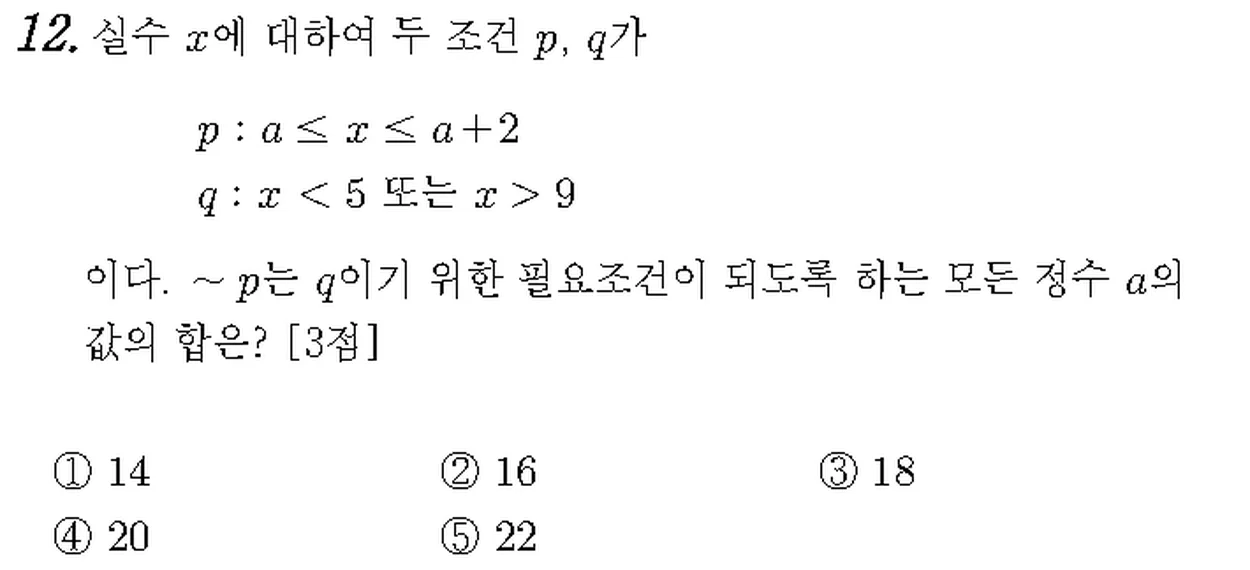 12. 실수 x에 대하여 두 조건 p, q가
p : a ≤ x ≤ a+2
q : x < 5 또는 x > 9
이다. ~p는 q이기 위한 필요조건이 되도록 하는 모든 정수 a의
값의 합은? [3점]
① 14 ② 16 ③ 18
④ 20 ⑤ 22